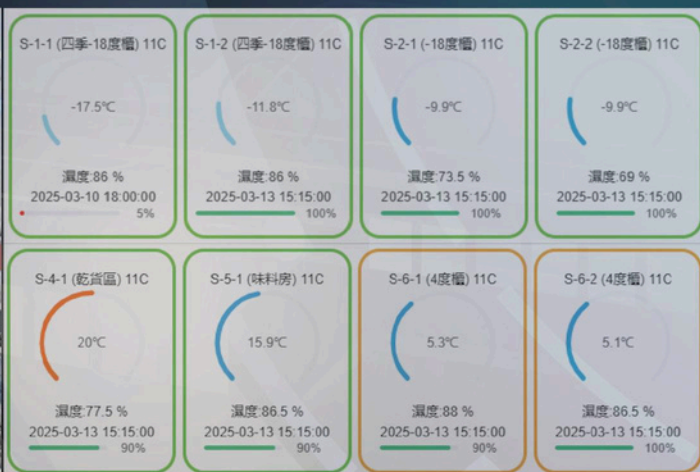 S-1-1 (四季-18度櫃) 11C
-17.5℃
濕度:86 %
2025-03-10 18:00:00
5%
S-1-2 (四季-18度櫃) 11C
-11.8℃
濕度:86 %
2025-03-13 15:15:00
100%
S-2-1 (-18度櫃) 11C
-9.9℃
濕度:73.5 %
2025-03-13 15:15:00
100%
S-2-2 (-18度櫃) 11C
-9.9℃
濕度:69 %
2025-03-13 15:15:00
100%
S-4-1 (乾貨區) 11C
20℃
濕度:77.5 %
2025-03-13 15:15:00
90%
S-5-1 (味料房) 11C
15.9℃
濕度:86.5 %
2025-03-13 15:15:00
90%
S-6-1 (4度櫃) 11C
5.3℃
濕度:88 %
2025-03-13 15:15:00
90%
S-6-2 (4度櫃) 11C
5.1℃
濕度:86.5 %
2025-03-13 15:15:00
100%